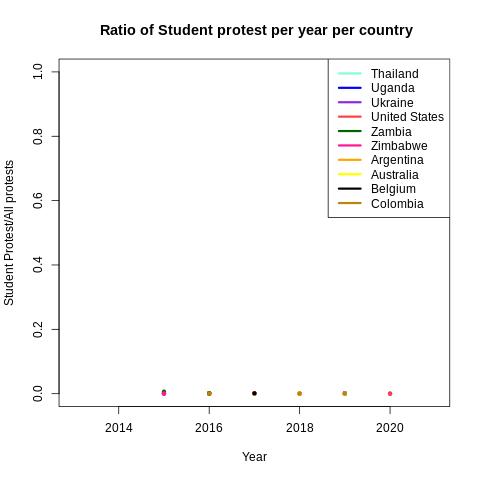 Ratio of Student protest per year per country
Thailand
Uganda
Ukraine
United States
Zambia
Zimbabwe
Argentina
Australia
Belgium
Colombia
Student Protest/All protests
1.0
0.8
0.6
0.4
0.2
0.0
2014 2016 2018 2020
Year